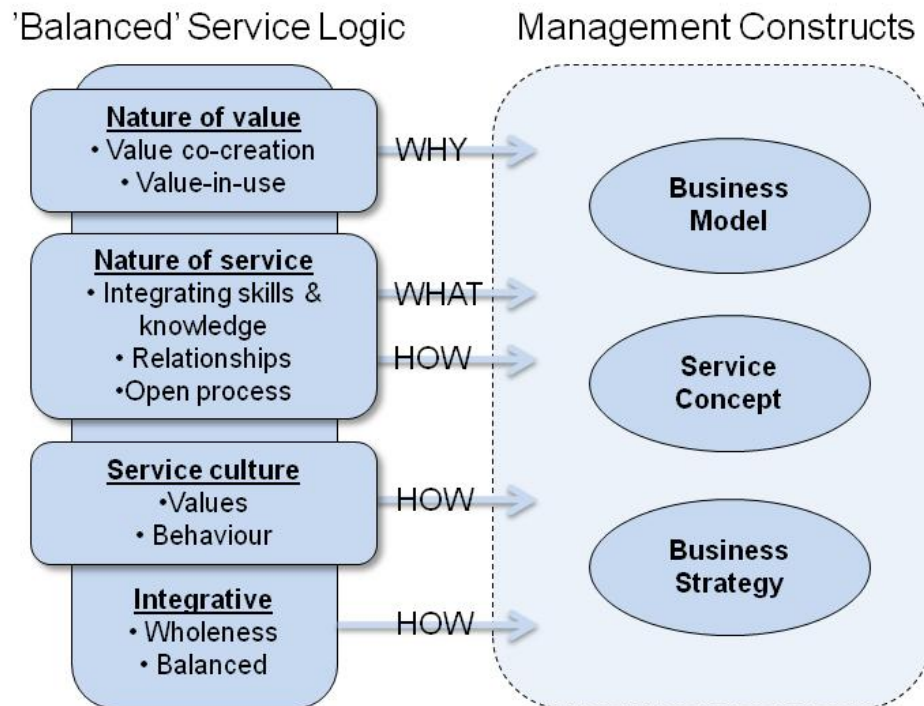 'Balanced' Service Logic
Management Constructs
Nature of value
• Value co-creation
• Value-in-use
WHY
Nature of service
• Integrating skills &
knowledge
• Relationships
•Open process
WHAT
HOW
Service culture
•Values
• Behaviour
HOW
Integrative
• Wholeness
• Balanced
HOW
Business
Model
Service
Concept
Business
Strategy